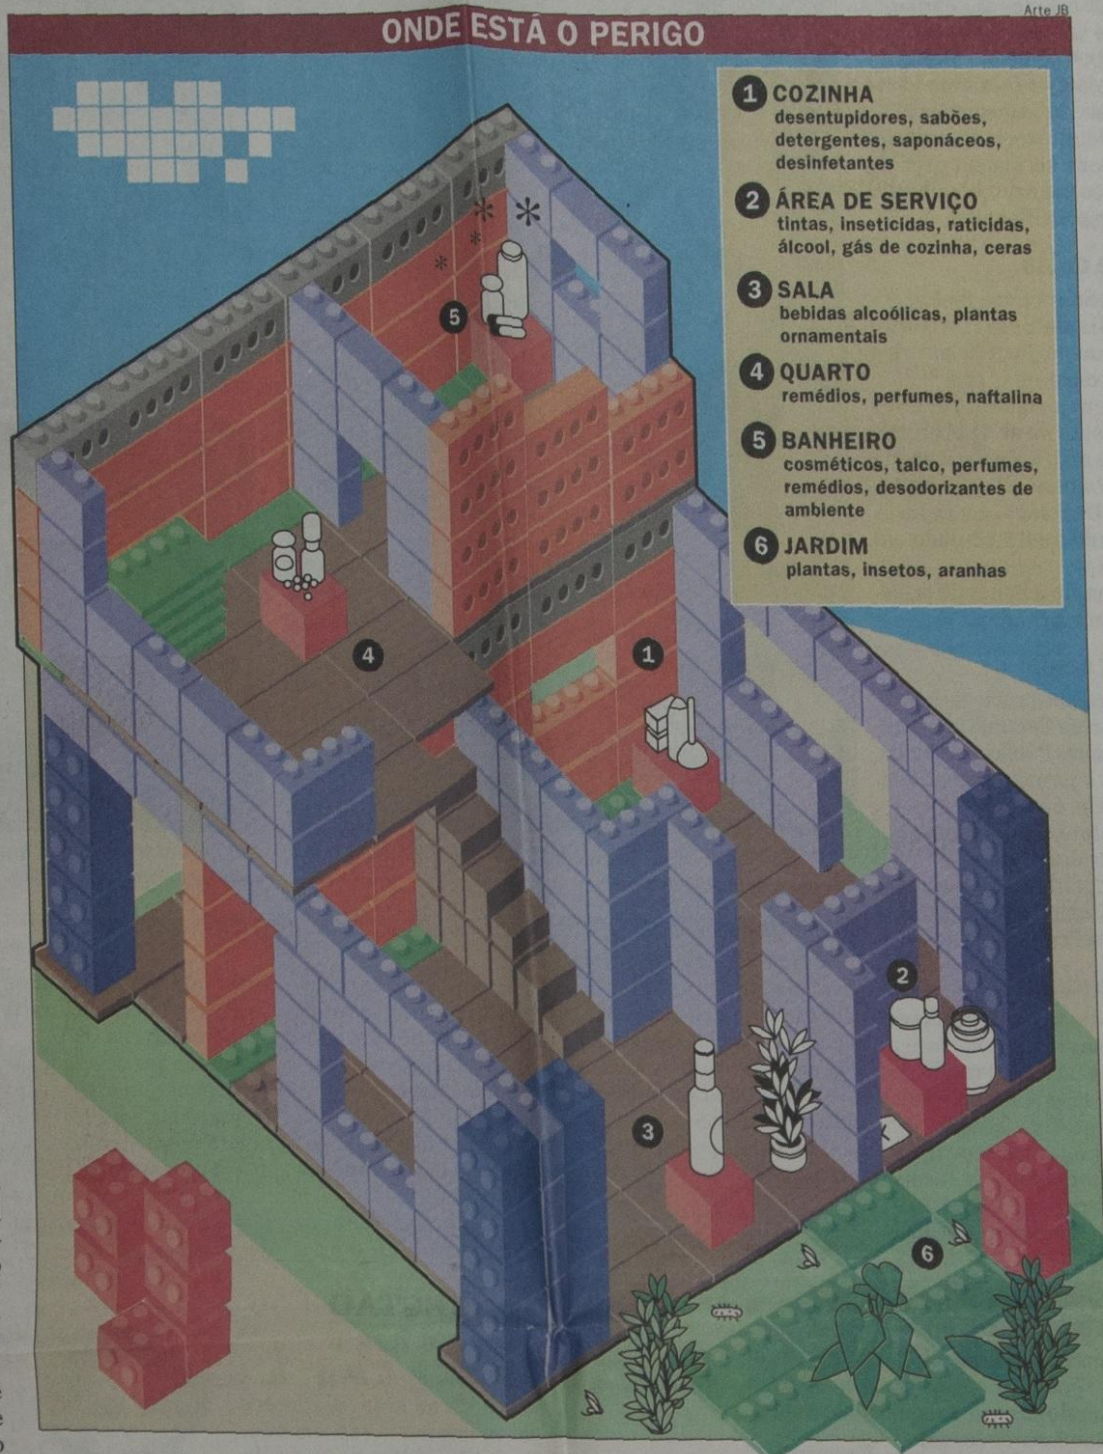 Arte JB
ONDE ESTÁ O PERIGO
1 COZINHA
desentupidores, sabões,
detergentes, saponáceos,
desinfetantes
2 ÁREA DE SERVIÇO
tintas, inseticidas, raticidas,
álcool, gás de cozinha, ceras
3 SALA
bebidas alcoólicas, plantas
ornamentais
4 QUARTO
remédios, perfumes, naftalina
5 BANHEIRO
cosméticos, talco, perfumes,
remédios, desodorizantes de
ambiente
6 JARDIM
plantas, insetos, aranhas
5
4
1
2
3
6